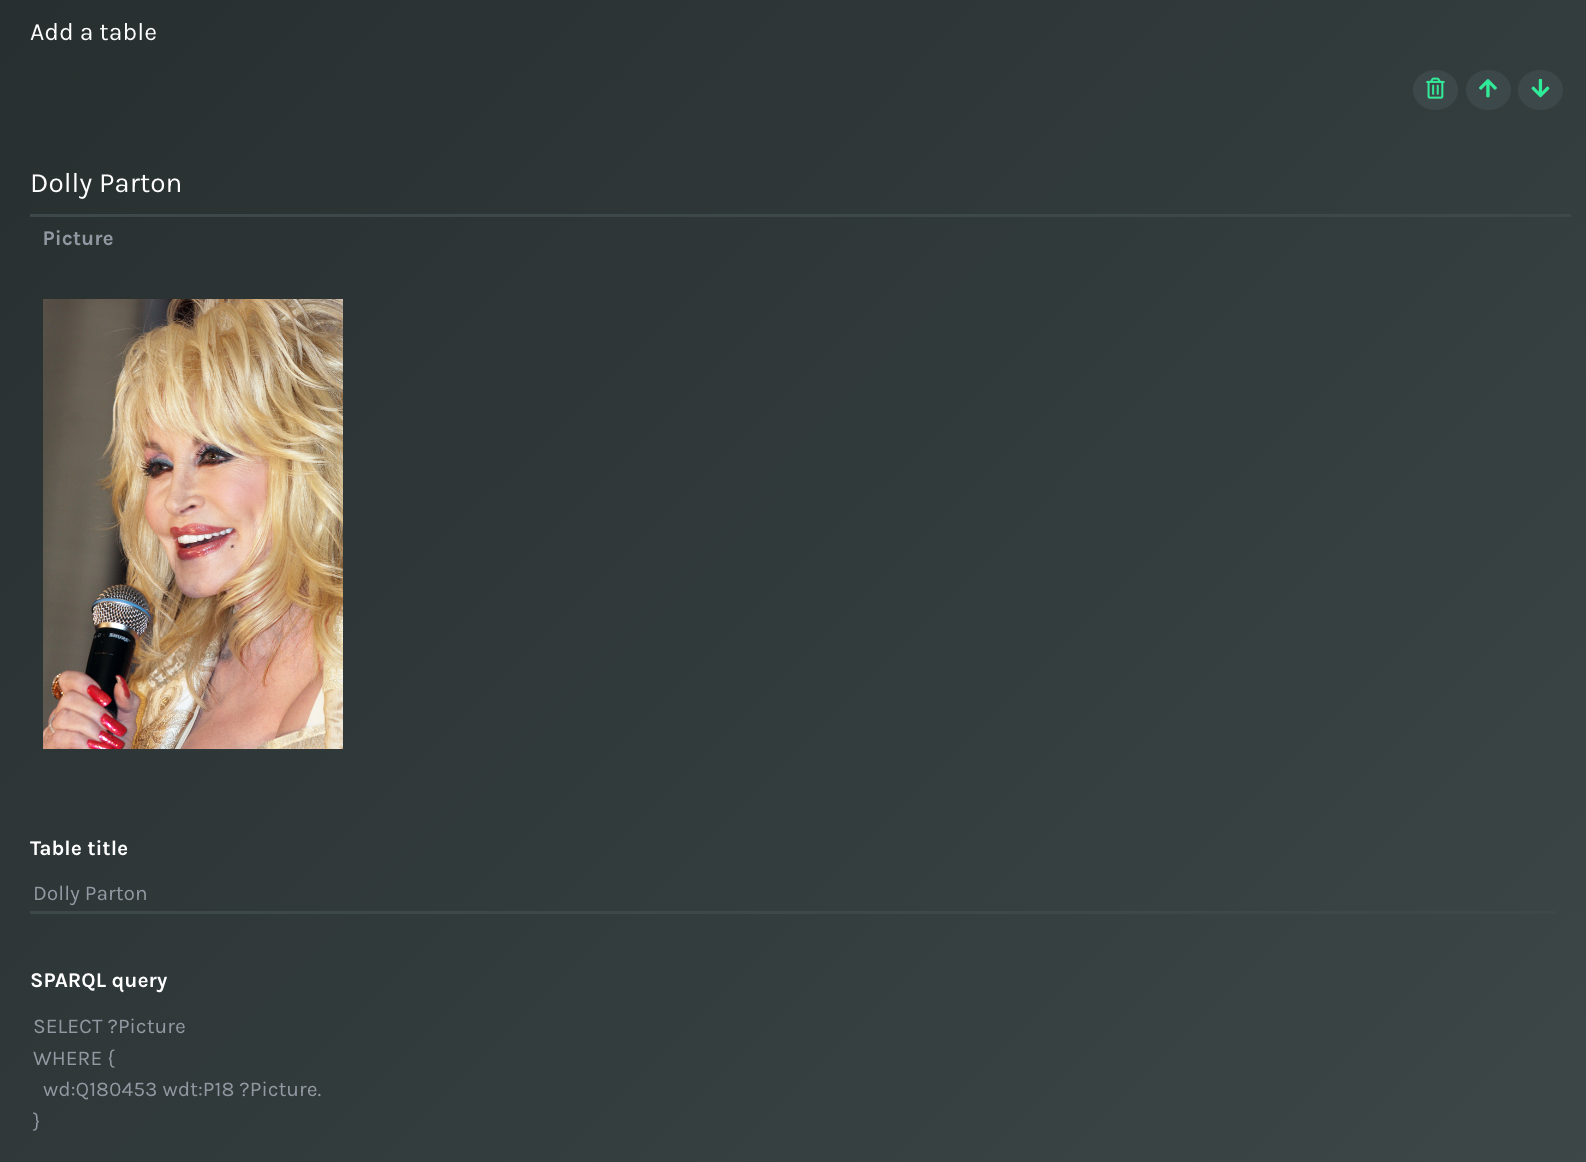 Add a table
Dolly Parton
Picture
Table title
Dolly Parton
SPARQL query
SELECT ?Picture
WHERE {
  wd:Q180453 wdt:P18 ?Picture.
}